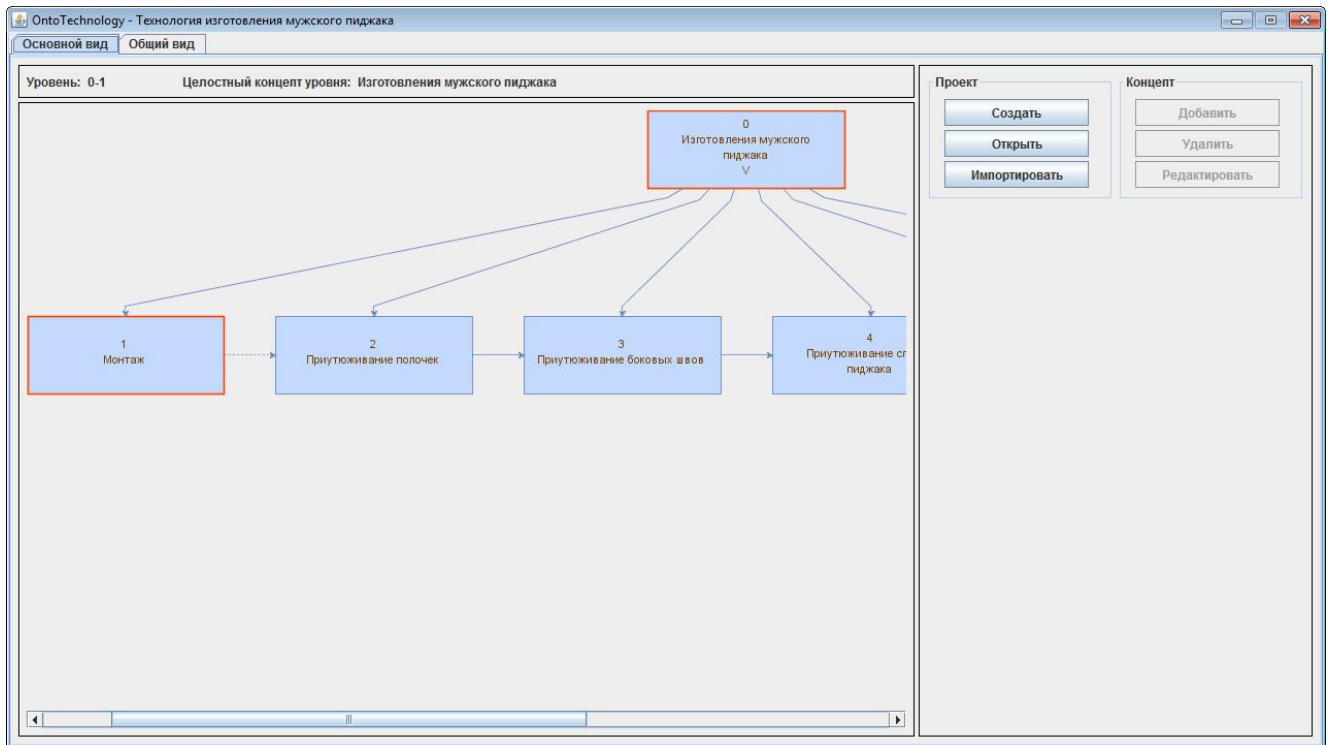 OntoTechnology - Технология изготовления мужского пиджака
Основной вид
Общий вид
Уровень: 0-1 Целостный концепт уровня: Изготовления мужского пиджака
0
Изготовления мужского
пиджака
V
1
Монтаж
2
Приутюживание полочек
3
Приутюживание боковых швов
4
Приутюживание
пиджака
Проект
Создать
Открыть
Импортировать
Концепт
Добавить
Удалить
Редактировать